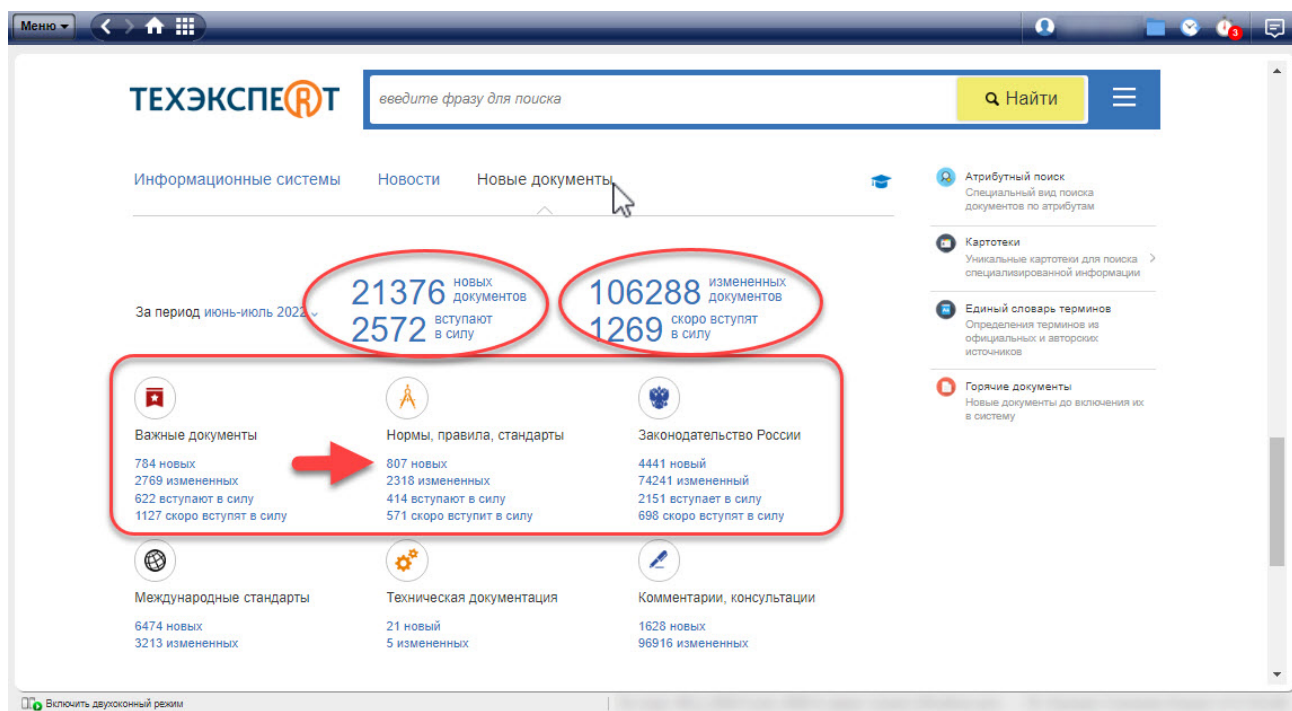 Меню
3
ТЕХЭКСПЕRТ
введите фразу для поиска
Найти
Информационные системы
Новости
Новые документы
За период июнь-июль 2022
21376 новых документов
2572 вступают в силу
106288 измененных документов
1269 скоро вступят в силу
Важные документы
784 новых
2769 измененных
622 вступают в силу
1127 скоро вступят в силу
Нормы, правила, стандарты
807 новых
2318 измененных
414 вступают в силу
571 скоро вступит в силу
Законодательство России
4441 новый
74241 измененный
2151 вступает в силу
698 скоро вступят в силу
Международные стандарты
6474 новых
3213 измененных
Техническая документация
21 новый
5 измененных
Комментарии, консультации
1628 новых
96916 измененных
Атрибутный поиск
Специальный вид поиска
документов по атрибутам
Картотеки
Уникальные картотеки для поиска
специализированной информации
Единый словарь терминов
Определения терминов из
официальных и авторских
источников
Горячие документы
Новые документы до включения их
в систему
Включить двухоконный режим